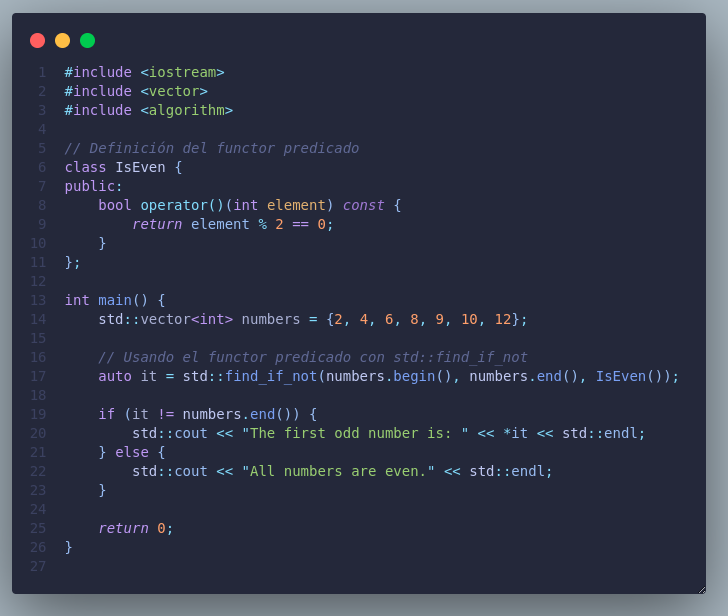 1 #include <iostream>
2 #include <vector>
3 #include <algorithm>
4
5 // Definición del functor predicado
6 class IsEven {
7 public:
8     bool operator()(int element) const {
9         return element % 2 == 0;
10     }
11 };
12
13 int main() {
14     std::vector<int> numbers = {2, 4, 6, 8, 9, 10, 12};
15
16     // Usando el functor predicado con std::find_if_not
17     auto it = std::find_if_not(numbers.begin(), numbers.end(), IsEven());
18
19     if (it != numbers.end()) {
20         std::cout << "The first odd number is: " << *it << std::endl;
21     } else {
22         std::cout << "All numbers are even." << std::endl;
23     }
24
25     return 0;
26 }
27